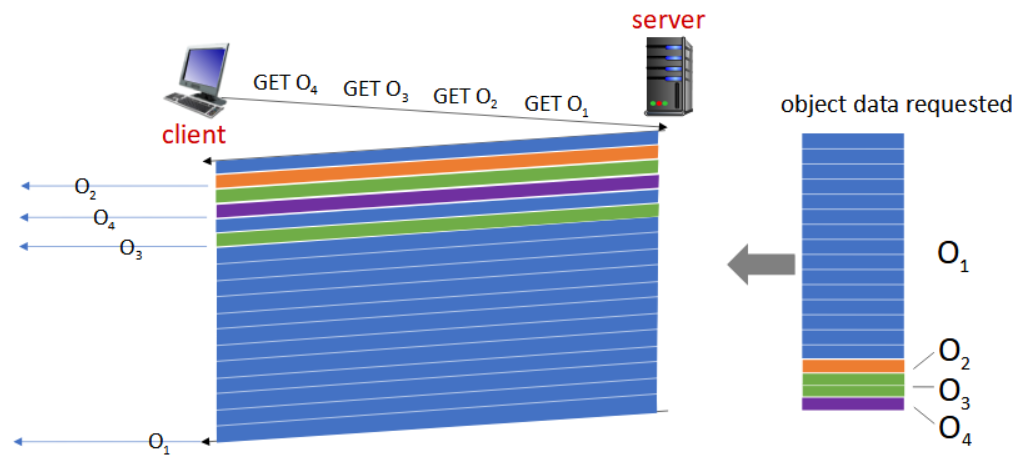 server
GET O₄
GET O₃
GET O₂
GET O₁
object data requested
client
O₂
O₄
O₃
O₁
O₁
O₂
O₃
O₄